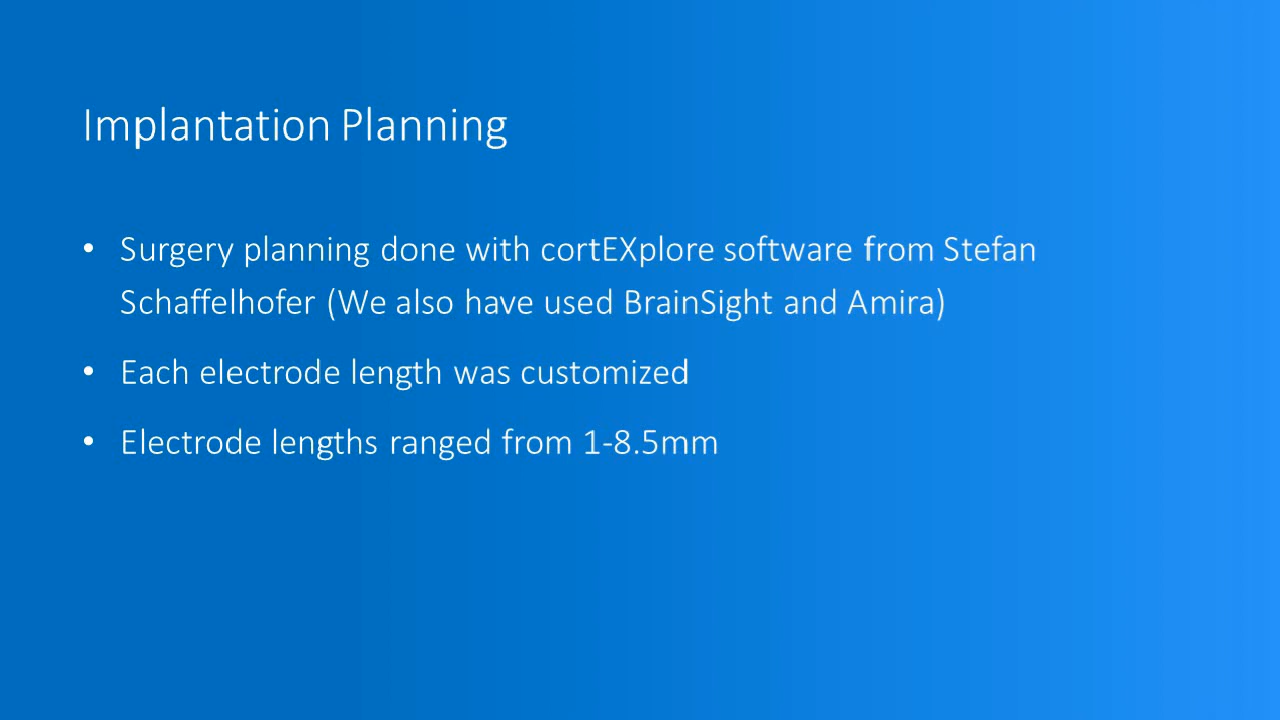 Implantation Planning
• Surgery planning done with cortEXplore software from Stefan
Schaffelhofer (We also have used BrainSight and Amira)
• Each electrode length was customized
• Electrode lengths ranged from 1-8.5mm